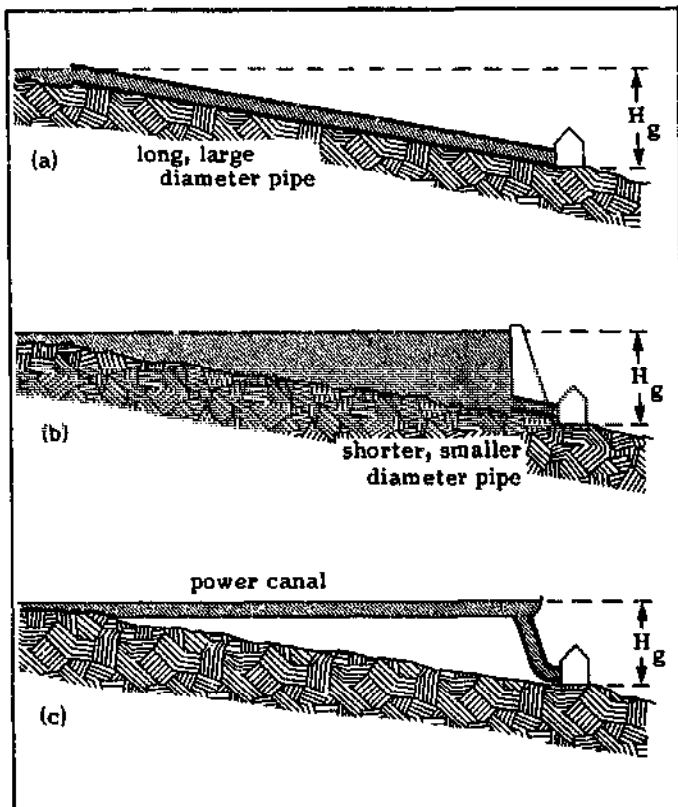 H
g
(a)
long, large
diameter pipe
H
g
(b)
shorter, smaller
diameter pipe
power canal
H
g
(c)